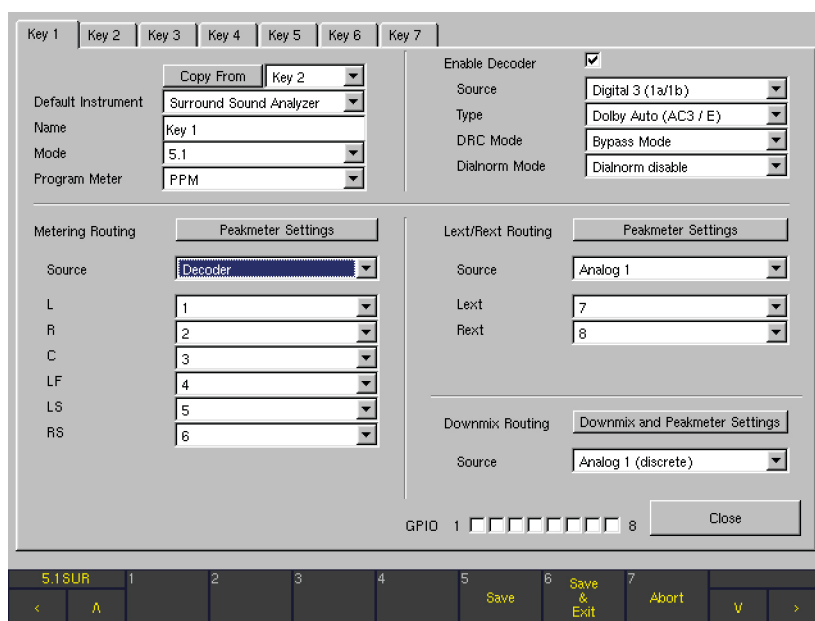 Key 1 Key 2 Key 3 Key 4 Key 5 Key 6 Key 7
Copy From Key 2
Default Instrument Surround Sound Analyzer
Name Key 1
Mode 5.1
Program Meter PPM
Enable Decoder
Source Digital 3 (1a/1b)
Type Dolby Auto (AC3 / E)
DRC Mode Bypass Mode
Dialnorm Mode Dialnorm disable
Metering Routing Peakmeter Settings
Source Decoder
L 1
R 2
C 3
LF 4
LS 5
RS 6
Lext/Rext Routing Peakmeter Settings
Source Analog 1
Lext 7
Rext 8
Downmix Routing Downmix and Peakmeter Settings
Source Analog 1 (discrete)
GPIO 1 8 Close
5.1SUR 1 2 3 4 5 Save 6 Save & Exit 7 Abort
< Λ V >